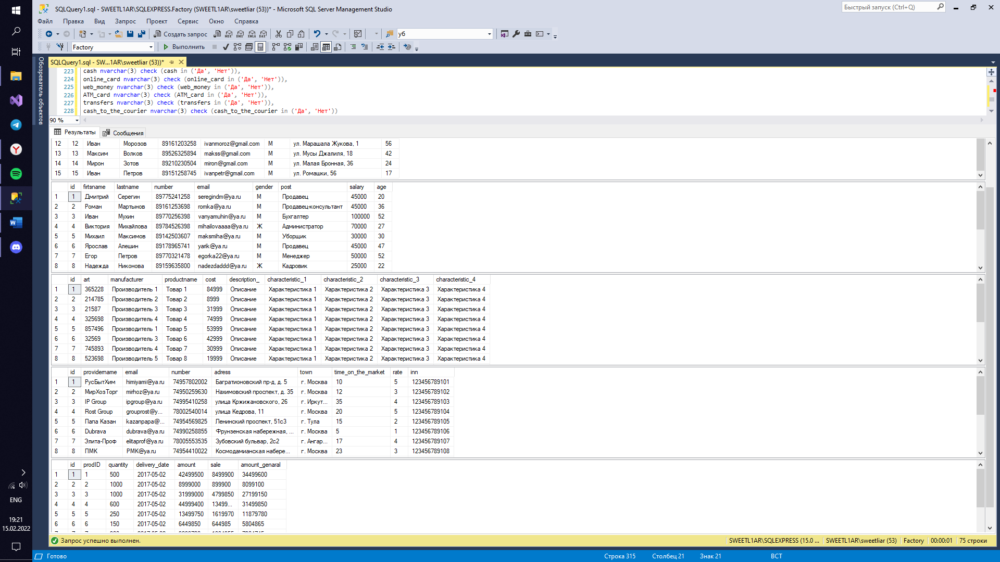 SQLQuery1.sql - SWEETL1AR\SQLEXPRESS.Factory (SWEETL1AR\sweetliar (53))* - Microsoft SQL Server Management Studio
Быстрый запуск (Ctrl+Q)
Файл Правка Вид Запрос Проект Сервис Окно Справка
Создать запрос MDX DMX XMLA DAX y6
Factory Выполнить
Обозреватель объектов
SQLQuery1.sql - SW...1AR\sweetliar (53))*
223 cash nvarchar(3) check (cash in ('Да', 'Нет')),
224 online_card nvarchar(3) check (online_card in ('Да', 'Нет')),
225 web_money nvarchar(3) check (web_money in ('Да', 'Нет')),
226 ATM_card nvarchar(3) check (ATM_card in ('Да', 'Нет')),
227 transfers nvarchar(3) check (transfers in ('Да', 'Нет')),
228 cash_to_the_courier nvarchar(3) check (cash_to_the_courier in ('Да', 'Нет'))
90 %
Результаты Сообщения
12 12 Иван Морозов 89161203258 ivanmoroz@gmail.com М ул. Марашала Жукова, 1 56
13 13 Максим Волков 89526325894 makss@gmail.com М ул. Мусы Джалиля, 18 42
14 14 Мирон Зотов 89210230504 miron@gmail.com М ул. Малая Бронная, 36 24
15 15 Иван Петров 89151258745 ivanpetr@gmail.com М ул. Ромашки, 56 17
id firtsname lastname number email gender post salary age
1 1 Дмитрий Серегин 89775241258 seregindm@ya.ru М Продавец 45000 20
2 2 Роман Мартынов 89161253698 romka@ya.ru М Продавец-консультант 45000 36
3 3 Иван Мухин 89770256398 vanyamuhin@ya.ru М Бухгалтер 100000 52
4 4 Виктория Михайлова 89784526398 mihailovaaaa@ya.ru Ж Администратор 70000 27
5 5 Михаил Максимов 89142503607 maksmiha@ya.ru М Уборщик 30000 30
6 6 Ярослав Алешин 89178965741 yarik@ya.ru М Продавец 45000 47
7 7 Егор Петров 89770321478 egorka22@ya.ru М Менеджер 50000 52
8 8 Надежда Никонова 89159635800 nadezdaddd@ya.ru Ж Кадровик 25000 22
id art manufacturer productname cost description_ characteristic_1 characteristic_2 characteristic_3 characteristic_4
1 1 365228 Производитель 1 Товар 1 84999 Описание Характеристика 1 Характеристика 2 Характеристика 3 Характеристика 4
2 2 214785 Производитель 2 Товар 2 8999 Описание Характеристика 1 Характеристика 2 Характеристика 3 Характеристика 4
3 3 21587 Производитель 3 Товар 3 31999 Описание Характеристика 1 Характеристика 2 Характеристика 3 Характеристика 4
4 4 325698 Производитель 4 Товар 4 74999 Описание Характеристика 1 Характеристика 2 Характеристика 3 Характеристика 4
5 5 857496 Производитель 1 Товар 5 53999 Описание Характеристика 1 Характеристика 2 Характеристика 3 Характеристика 4
6 6 32569 Производитель 3 Товар 6 42999 Описание Характеристика 1 Характеристика 2 Характеристика 3 Характеристика 4
7 7 745893 Производитель 4 Товар 7 30999 Описание Характеристика 1 Характеристика 2 Характеристика 3 Характеристика 4
8 8 523698 Производитель 5 Товар 8 19999 Описание Характеристика 1 Характеристика 2 Характеристика 3 Характеристика 4
id providername email number adress town time_on_the_market rate inn
1 1 РусБытХим himiyami@ya.ru 74957802002 Багратионовский пр-д, д. 5 г. Москва 10 5 123456789101
2 2 МирХозТорг mirhoz@ya.ru 74950259630 Нахимовский проспект, д. 35 г. Москва 12 3 123456789102
3 3 IP Group ipgroup@ya.ru 74995410258 улица Кржижановского, 26 г. Иркут... 35 4 123456789103
4 4 Rost Group grouprost@y... 78002540014 улица Кедрова, 11 г. Москва 20 5 123456789104
5 5 Папа Казан kazanpapa@... 74954569825 Ленинский проспект, 51с3 г. Тула 15 2 123456789105
6 6 Dubrava dubrava@ya.ru 74990258855 Фрунзенская набережная, ... г. Москва 5 1 123456789106
7 7 Элита-Проф elitaprof@ya.ru 78005553535 Зубовский бульвар, 2с2 г. Ангар... 17 4 123456789107
8 8 ПМК PMK@ya.ru 74954410022 Космодамианская набере... г. Москва 23 3 123456789108
id prodID quantity delivery_date amount sale amount_genaral
1 1 1 500 2017-05-02 42499500 8499900 34499600
2 2 2 1000 2017-05-02 8999000 899900 8099100
3 3 3 1000 2017-05-02 31999000 4799850 27199150
4 4 4 600 2017-05-02 44999400 13499... 31499850
5 5 5 250 2017-05-02 13499750 1619970 11879780
6 6 6 150 2017-05-02 6449850 644985 5804865
Запрос успешно выполнен. SWEETL1AR\SQLEXPRESS (15.0 ... SWEETL1AR\sweetliar (53) Factory 00:00:01 75 строки
Готово Строка 315 Столбец 21 Знак 21 ВСТ
ENG
19:21
15.02.2022